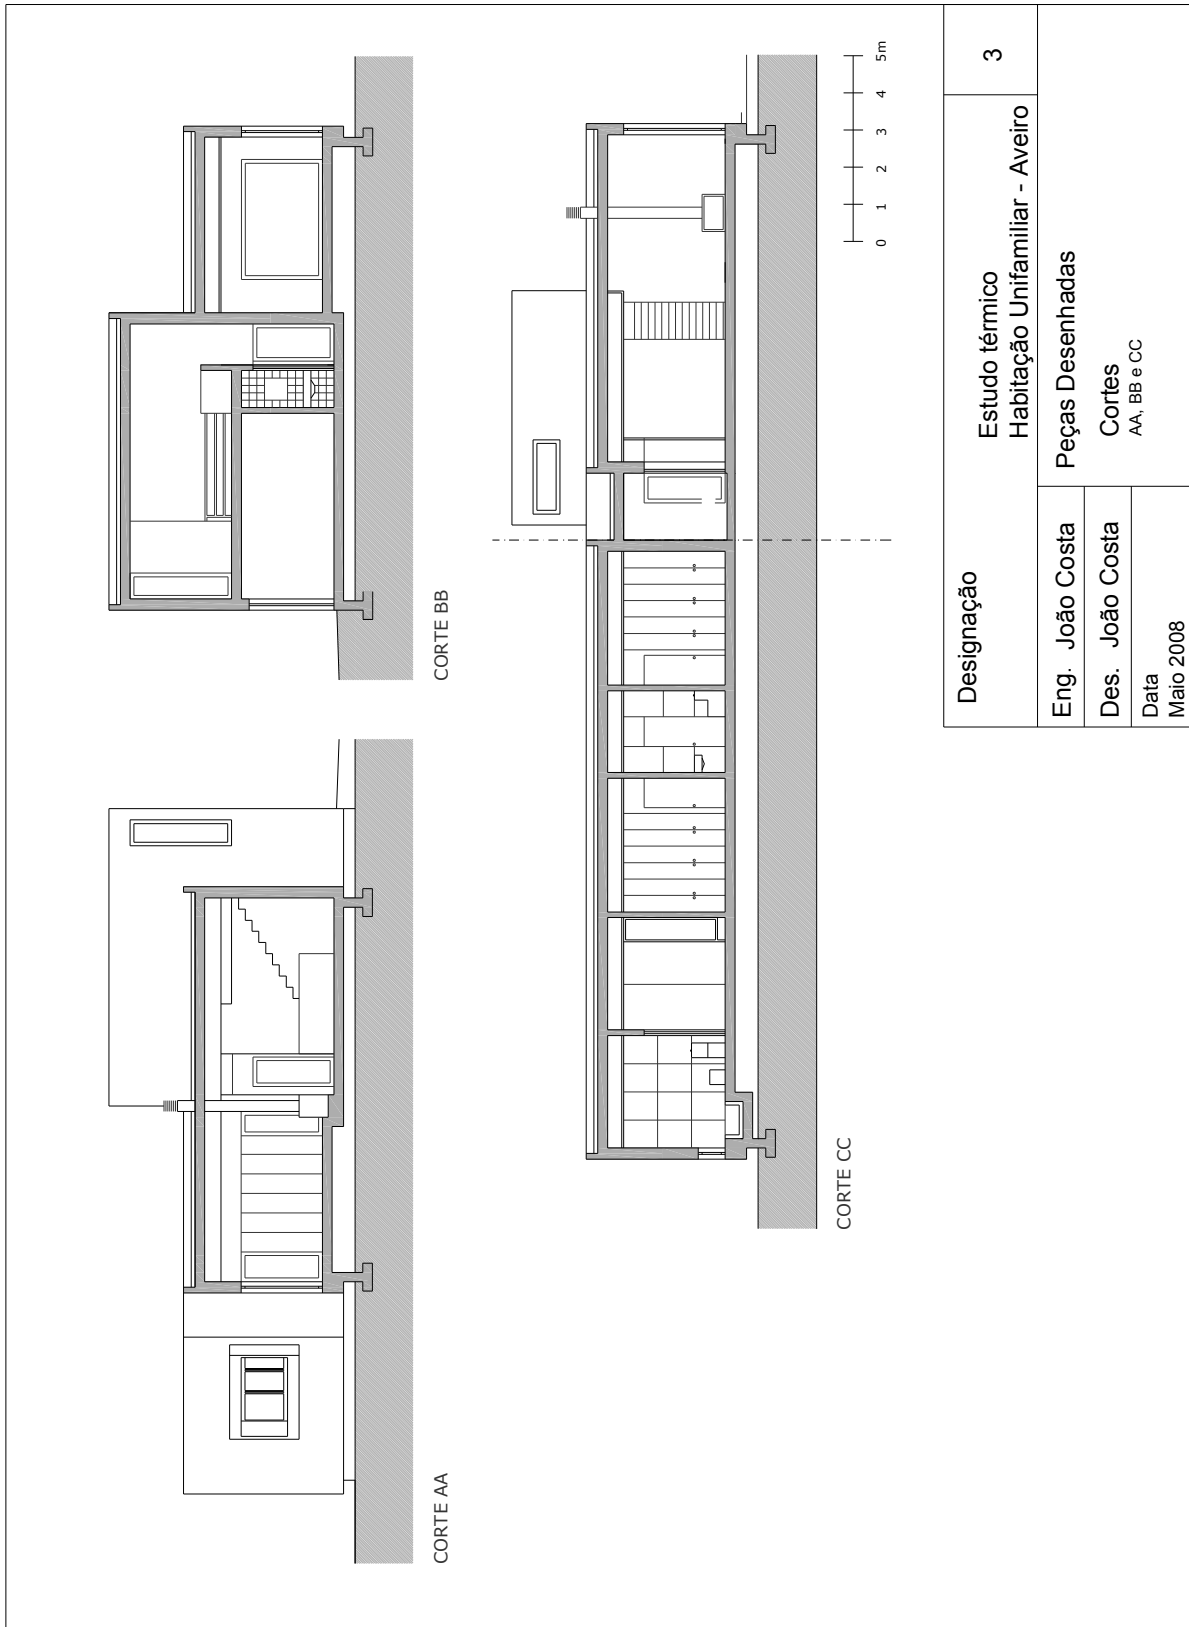 CORTE AA
CORTE BB
CORTE CC
0 1 2 3 4 5m
Designação
Estudo térmico
Habitação Unifamiliar - Aveiro
3
Eng. João Costa
Des. João Costa
Data
Maio 2008
Peças Desenhadas
Cortes
AA, BB e CC